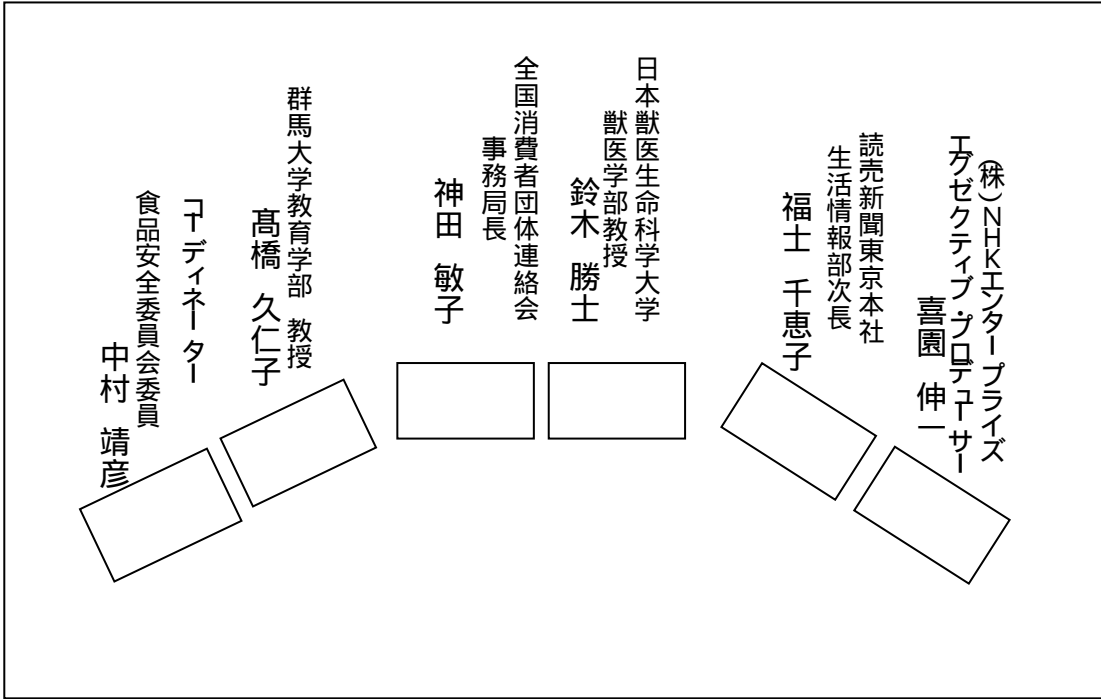 (株)NHKエンタープライズ
エグゼクティブ・プロデューサー
喜園 伸一
読売新聞東京本社
生活情報部次長
福士 千恵子
日本獣医生命科学大学
獣医学部教授
鈴木 勝士
全国消費者団体連絡会
事務局長
神田 敏子
群馬大学教育学部 教授
髙橋 久仁子
コーディネーター
食品安全委員会委員
中村 靖彦